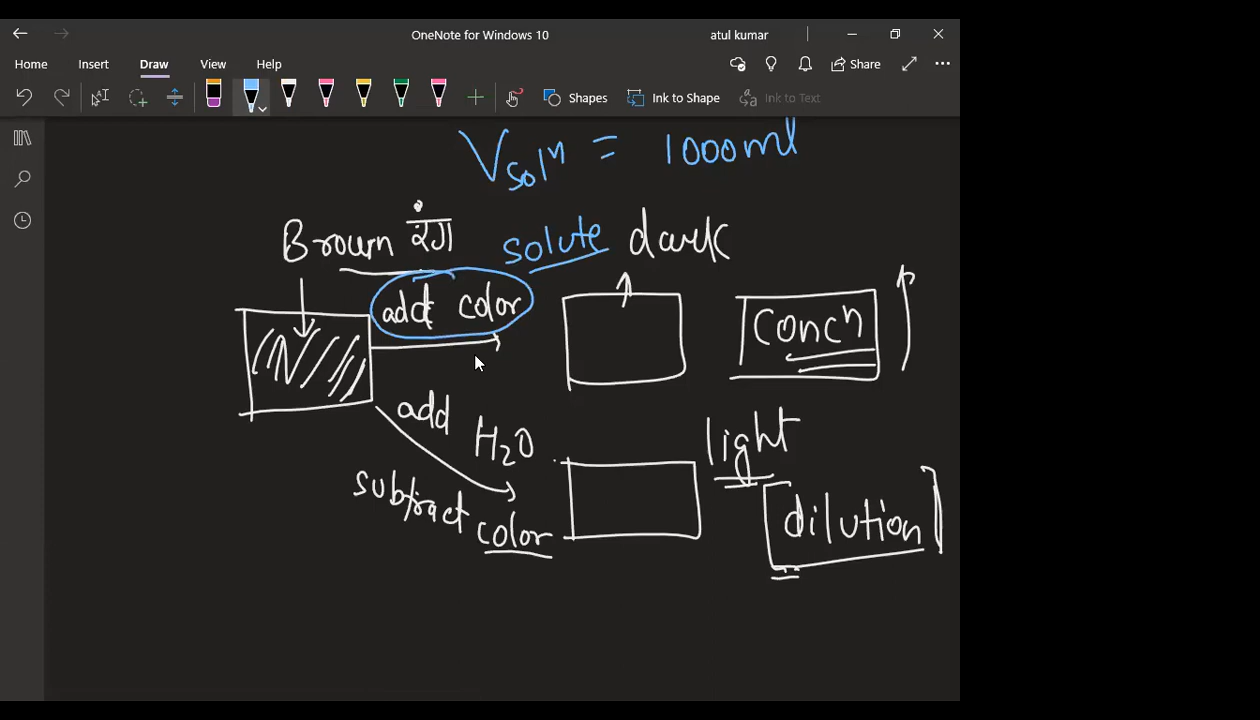 OneNote for Windows 10
atul kumar
Home Insert Draw View Help
Share
Shapes Ink to Shape Ink to Text
Vsolⁿ = 1000ml
Brown रंग solute dark
add color
concⁿ
add H₂O
light
subtract color
dilution